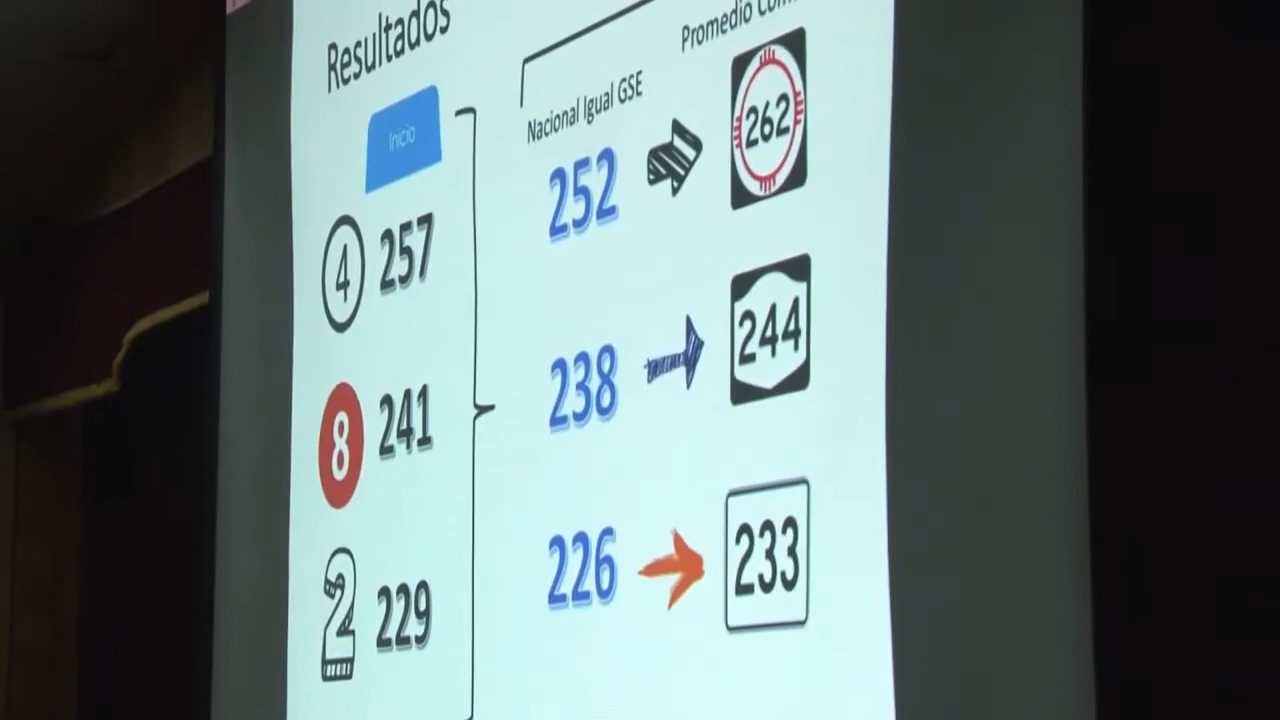 Resultados
Inicio
4 257
8 241
2 229
Promedio
Nacional Igual GSE
252 262
238 244
226 233